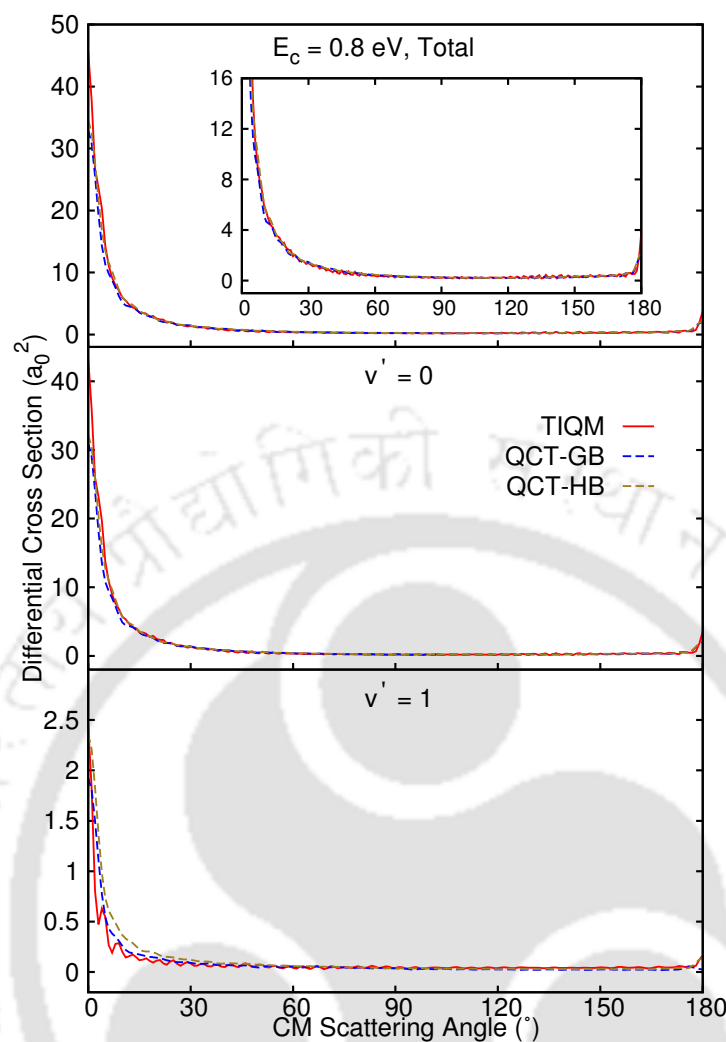 E_c = 0.8 eV, Total
50
40
30
20
10
0
16
12
8
4
0
0 30 60 90 120 150 180
Differential Cross Section (a_0^2)
v' = 0
TIQM
QCT-GB
QCT-HB
40
30
20
10
0
v' = 1
2.5
2
1.5
1
0.5
0
0 30 60 90 120 150 180
CM Scattering Angle (°)